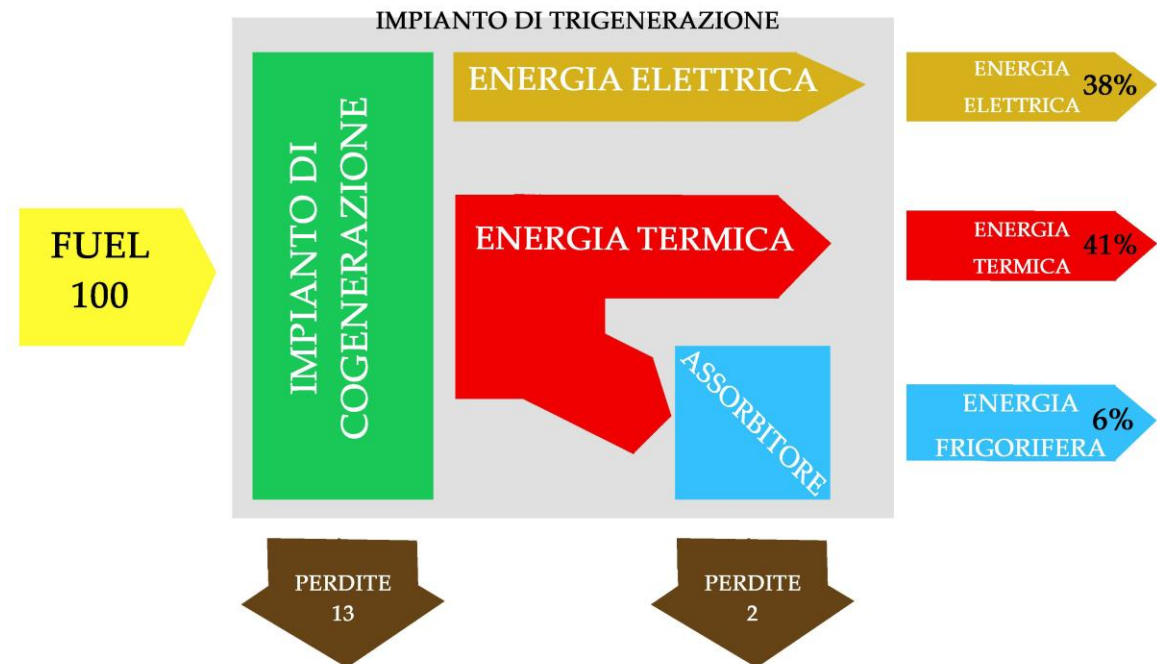 IMPIANTO DI TRIGENERAZIONE
FUEL
100
IMPIANTO DI
COGENERAZIONE
ENERGIA ELETTRICA
ENERGIA TERMICA
ASSORBITORE
ENERGIA
ELETTRICA
38%
ENERGIA
TERMICA
41%
ENERGIA
FRIGORIFERA
6%
PERDITE
13
PERDITE
2